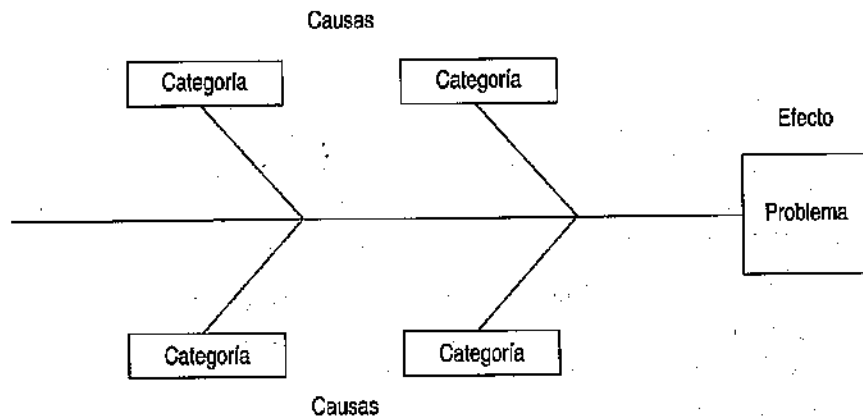 Causas
Categoría
Categoría
Efecto
Problema
Categoría
Categoría
Causas